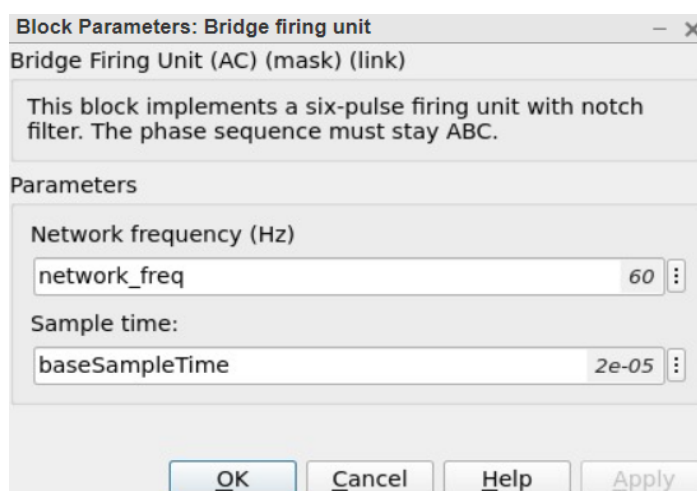 Block Parameters: Bridge firing unit
Bridge Firing Unit (AC) (mask) (link)
This block implements a six-pulse firing unit with notch
filter. The phase sequence must stay ABC.
Parameters
Network frequency (Hz)
network_freq 60
Sample time:
baseSampleTime 2e-05
OK Cancel Help Apply